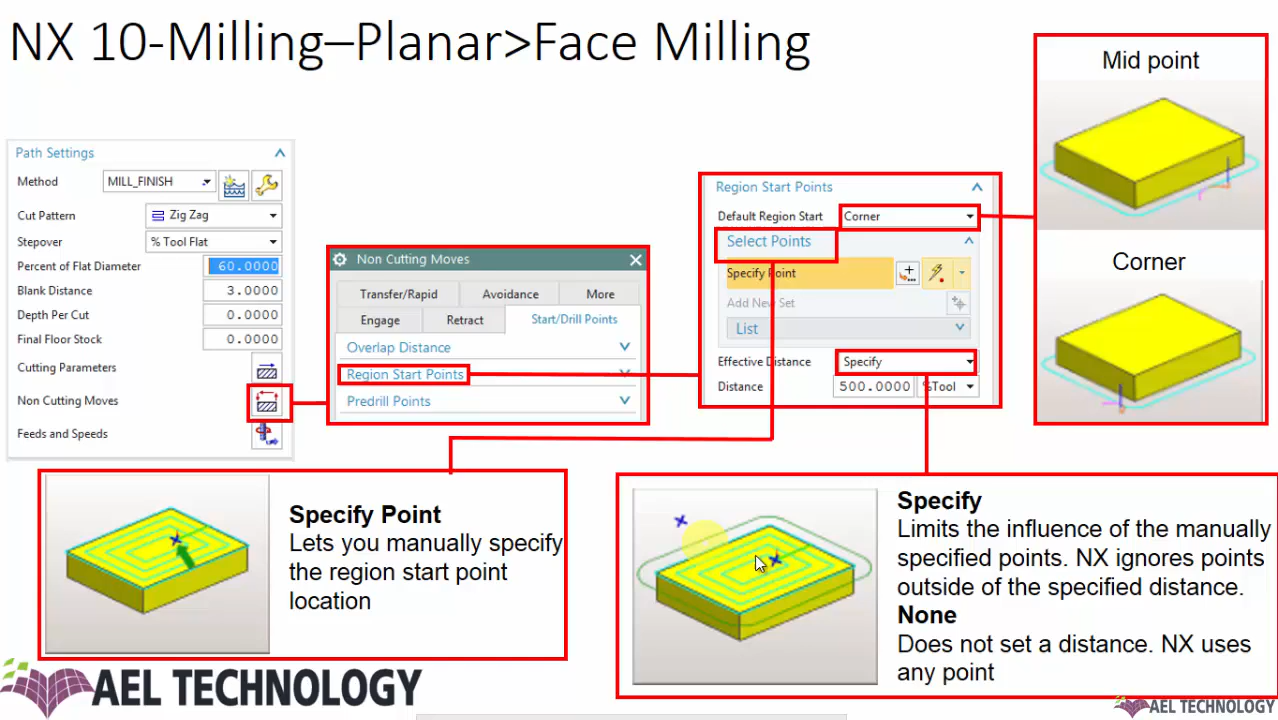 NX 10-Milling–Planar>Face Milling
Path Settings
Method
MILL_FINISH
Cut Pattern
Zig Zag
Stepover
% Tool Flat
Percent of Flat Diameter
60.0000
Blank Distance
3.0000
Depth Per Cut
0.0000
Final Floor Stock
0.0000
Cutting Parameters
Non Cutting Moves
Feeds and Speeds
Non Cutting Moves
Transfer/Rapid
Avoidance
More
Engage
Retract
Start/Drill Points
Overlap Distance
Region Start Points
Predrill Points
Region Start Points
Default Region Start
Corner
Select Points
Specify Point
Add New Set
List
Effective Distance
Specify
Distance
500.0000
%Tool
Mid point
Corner
Specify Point
Lets you manually specify
the region start point
location
Specify
Limits the influence of the manually
specified points. NX ignores points
outside of the specified distance.
None
Does not set a distance. NX uses
any point
AEL TECHNOLOGY
AEL TECHNOLOGY